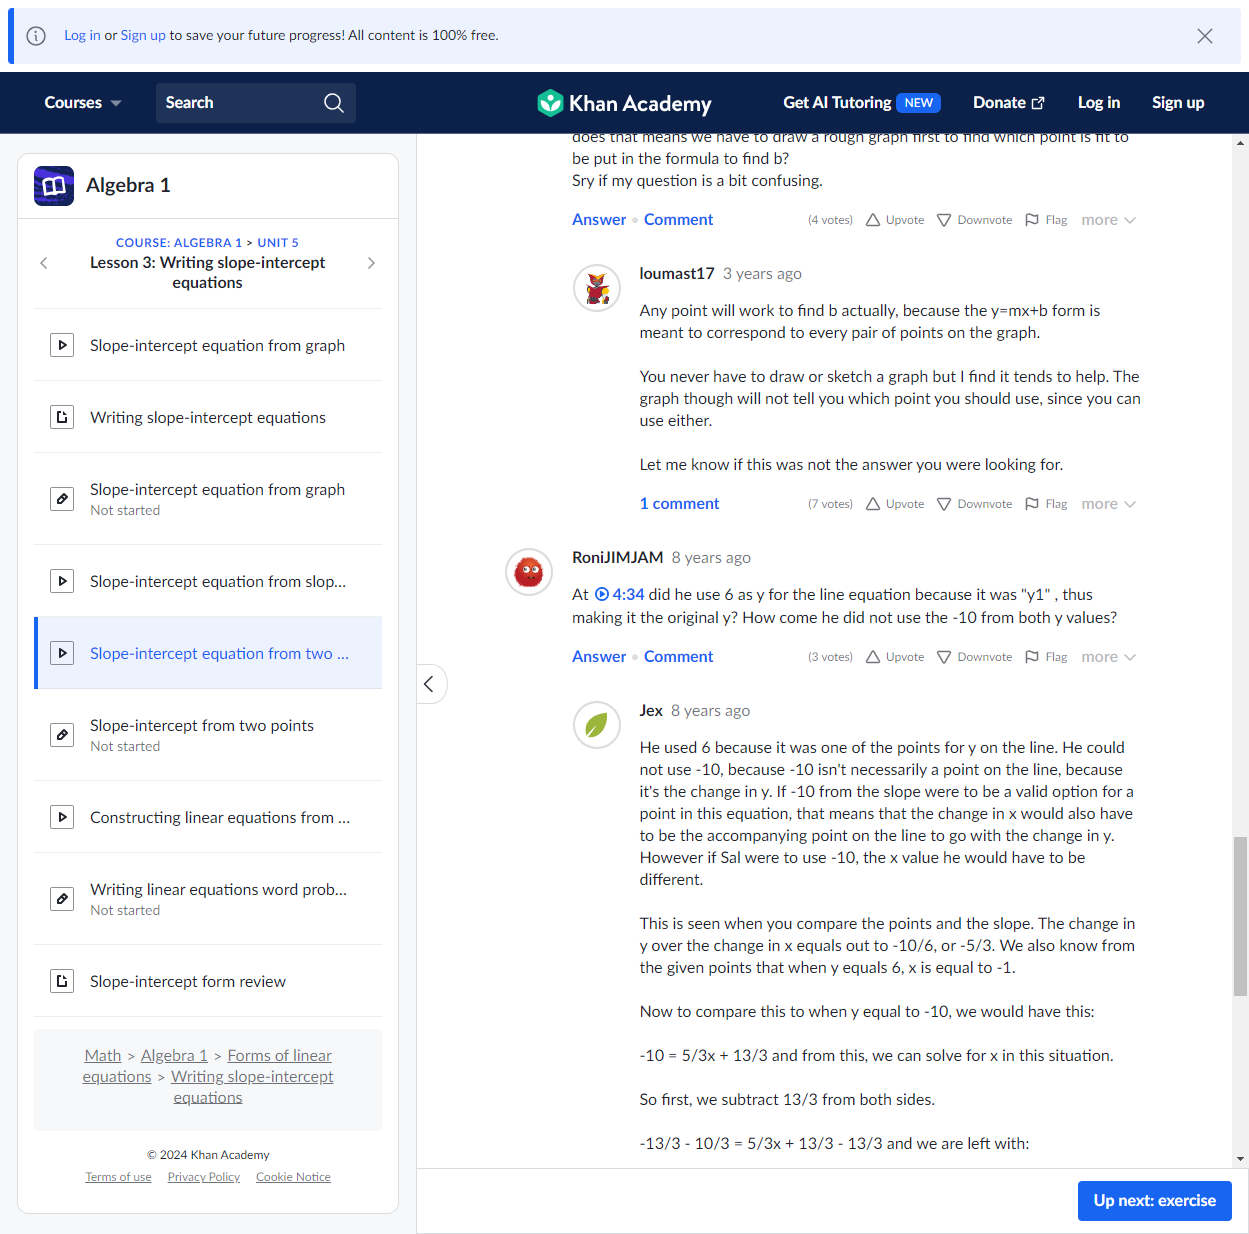 Log in or Sign up to save your future progress! All content is 100% free.
Courses
Search
Khan Academy
Get AI Tutoring NEW
Donate
Log in
Sign up
Algebra 1
COURSE: ALGEBRA 1 > UNIT 5
Lesson 3: Writing slope-intercept
equations
Slope-intercept equation from graph
Writing slope-intercept equations
Slope-intercept equation from graph
Not started
Slope-intercept equation from slop...
Slope-intercept equation from two ...
Slope-intercept from two points
Not started
Constructing linear equations from ...
Writing linear equations word prob...
Not started
Slope-intercept form review
Math > Algebra 1 > Forms of linear
equations > Writing slope-intercept
equations
© 2024 Khan Academy
Terms of use Privacy Policy Cookie Notice
does that means we have to draw a rough graph first to find which point is fit to
be put in the formula to find b?
Sry if my question is a bit confusing.
Answer • Comment (4 votes) Upvote Downvote Flag more
loumast17 3 years ago
Any point will work to find b actually, because the y=mx+b form is
meant to correspond to every pair of points on the graph.
You never have to draw or sketch a graph but I find it tends to help. The
graph though will not tell you which point you should use, since you can
use either.
Let me know if this was not the answer you were looking for.
1 comment (7 votes) Upvote Downvote Flag more
RoniJIMJAM 8 years ago
At 4:34 did he use 6 as y for the line equation because it was "y1" , thus
making it the original y? How come he did not use the -10 from both y values?
Answer • Comment (3 votes) Upvote Downvote Flag more
Jex 8 years ago
He used 6 because it was one of the points for y on the line. He could
not use -10, because -10 isn't necessarily a point on the line, because
it's the change in y. If -10 from the slope were to be a valid option for a
point in this equation, that means that the change in x would also have
to be the accompanying point on the line to go with the change in y.
However if Sal were to use -10, the x value he would have to be
different.
This is seen when you compare the points and the slope. The change in
y over the change in x equals out to -10/6, or -5/3. We also know from
the given points that when y equals 6, x is equal to -1.
Now to compare this to when y equal to -10, we would have this:
-10 = 5/3x + 13/3 and from this, we can solve for x in this situation.
So first, we subtract 13/3 from both sides.
-13/3 - 10/3 = 5/3x + 13/3 - 13/3 and we are left with:
Up next: exercise